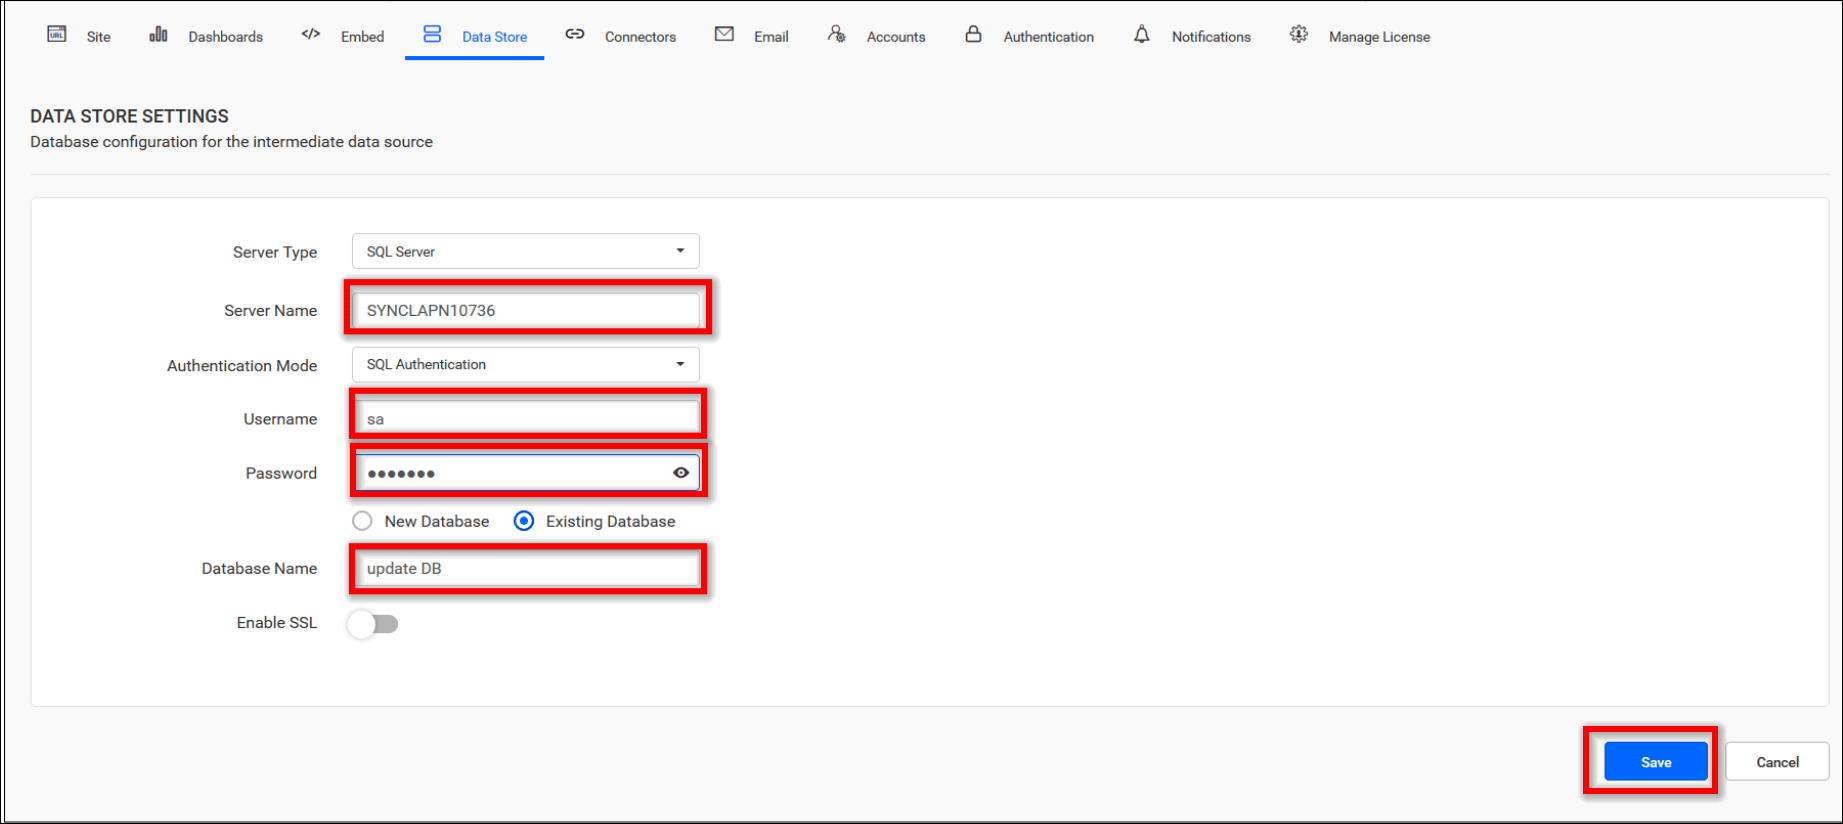 URL Site Dashboards </> Embed Data Store Connectors Email Accounts Authentication Notifications Manage License
DATA STORE SETTINGS
Database configuration for the intermediate data source
Server Type SQL Server
Server Name SYNCLAPN10736
Authentication Mode SQL Authentication
Username sa
Password •••••••
New Database Existing Database
Database Name update DB
Enable SSL
Save Cancel